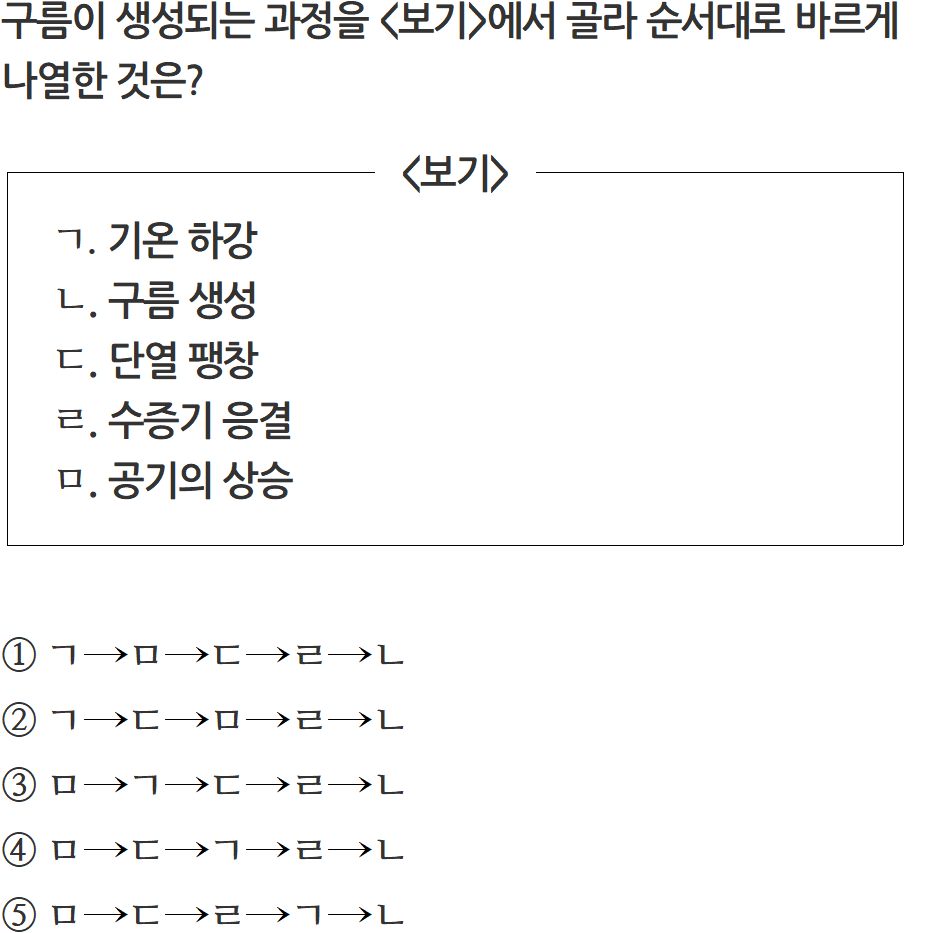 구름이 생성되는 과정을 <보기>에서 골라 순서대로 바르게
나열한 것은?
<보기>
ㄱ. 기온 하강
ㄴ. 구름 생성
ㄷ. 단열 팽창
ㄹ. 수증기 응결
ㅁ. 공기의 상승
① ㄱ→ㅁ→ㄷ→ㄹ→ㄴ
② ㄱ→ㄷ→ㅁ→ㄹ→ㄴ
③ ㅁ→ㄱ→ㄷ→ㄹ→ㄴ
④ ㅁ→ㄷ→ㄱ→ㄹ→ㄴ
⑤ ㅁ→ㄷ→ㄹ→ㄱ→ㄴ